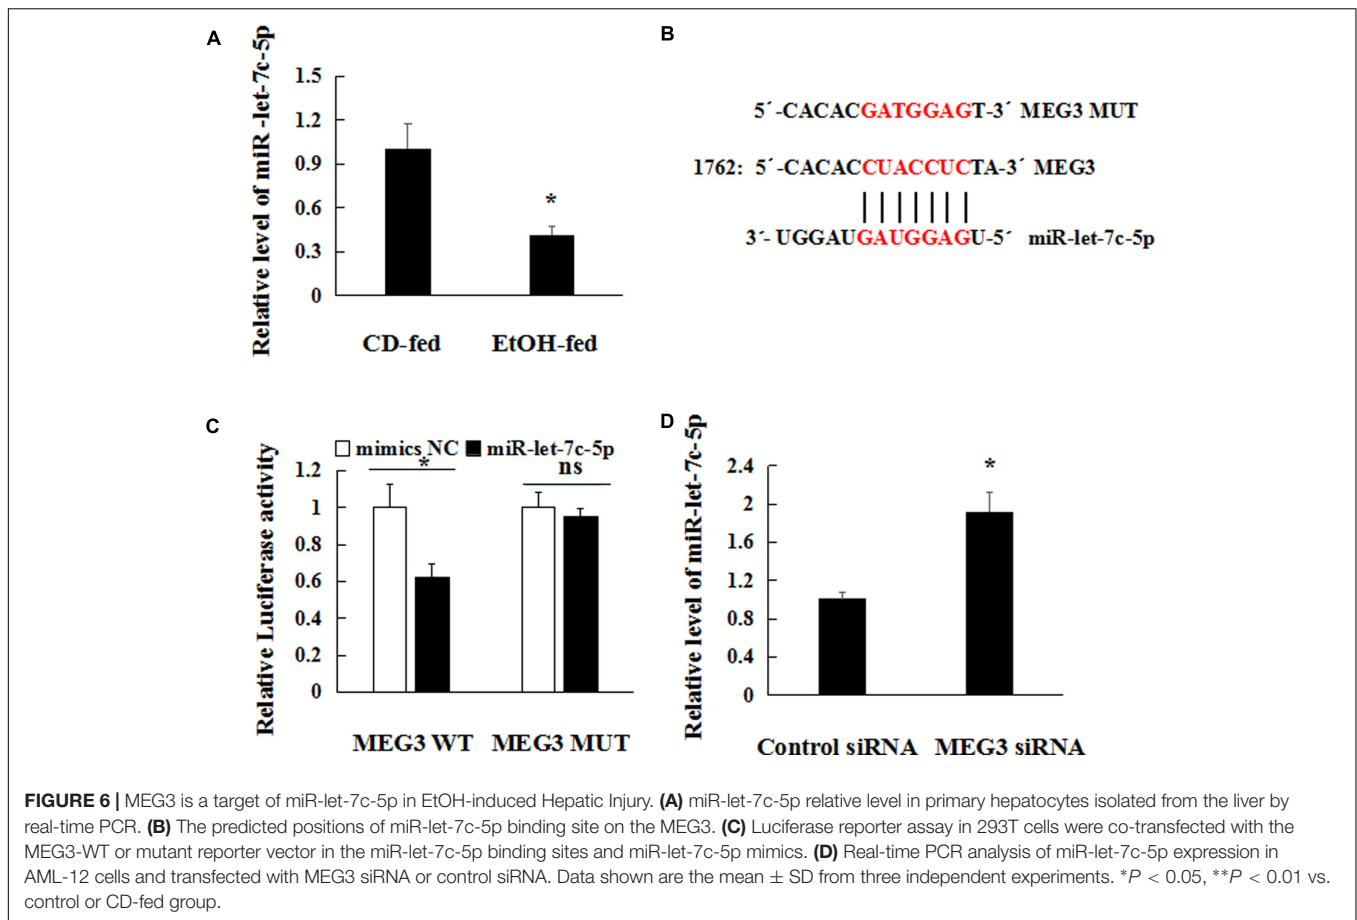 A
Relative level of miR -let-7c-5p
1.5
1.2
0.9
0.6
0.3
0
*
CD-fed EtOH-fed
B
5´-CACACGATGGAGT-3´ MEG3 MUT
1762: 5´-CACACCUACCUCTA-3´ MEG3
3´- UGGAUGAUGGAGU-5´ miR-let-7c-5p
C
Relative Luciferase activity
mimics NC miR-let-7c-5p
* ns
1.2
1
0.8
0.6
0.4
0.2
0
MEG3 WT MEG3 MUT
D
Relative level of miR-let-7c-5p
2.4
2
1.6
1.2
0.8
0.4
0
*
Control siRNA MEG3 siRNA
FIGURE 6 | MEG3 is a target of miR-let-7c-5p in EtOH-induced Hepatic Injury. (A) miR-let-7c-5p relative level in primary hepatocytes isolated from the liver by
real-time PCR. (B) The predicted positions of miR-let-7c-5p binding site on the MEG3. (C) Luciferase reporter assay in 293T cells were co-transfected with the
MEG3-WT or mutant reporter vector in the miR-let-7c-5p binding sites and miR-let-7c-5p mimics. (D) Real-time PCR analysis of miR-let-7c-5p expression in
AML-12 cells and transfected with MEG3 siRNA or control siRNA. Data shown are the mean ± SD from three independent experiments. *P < 0.05, **P < 0.01 vs.
control or CD-fed group.